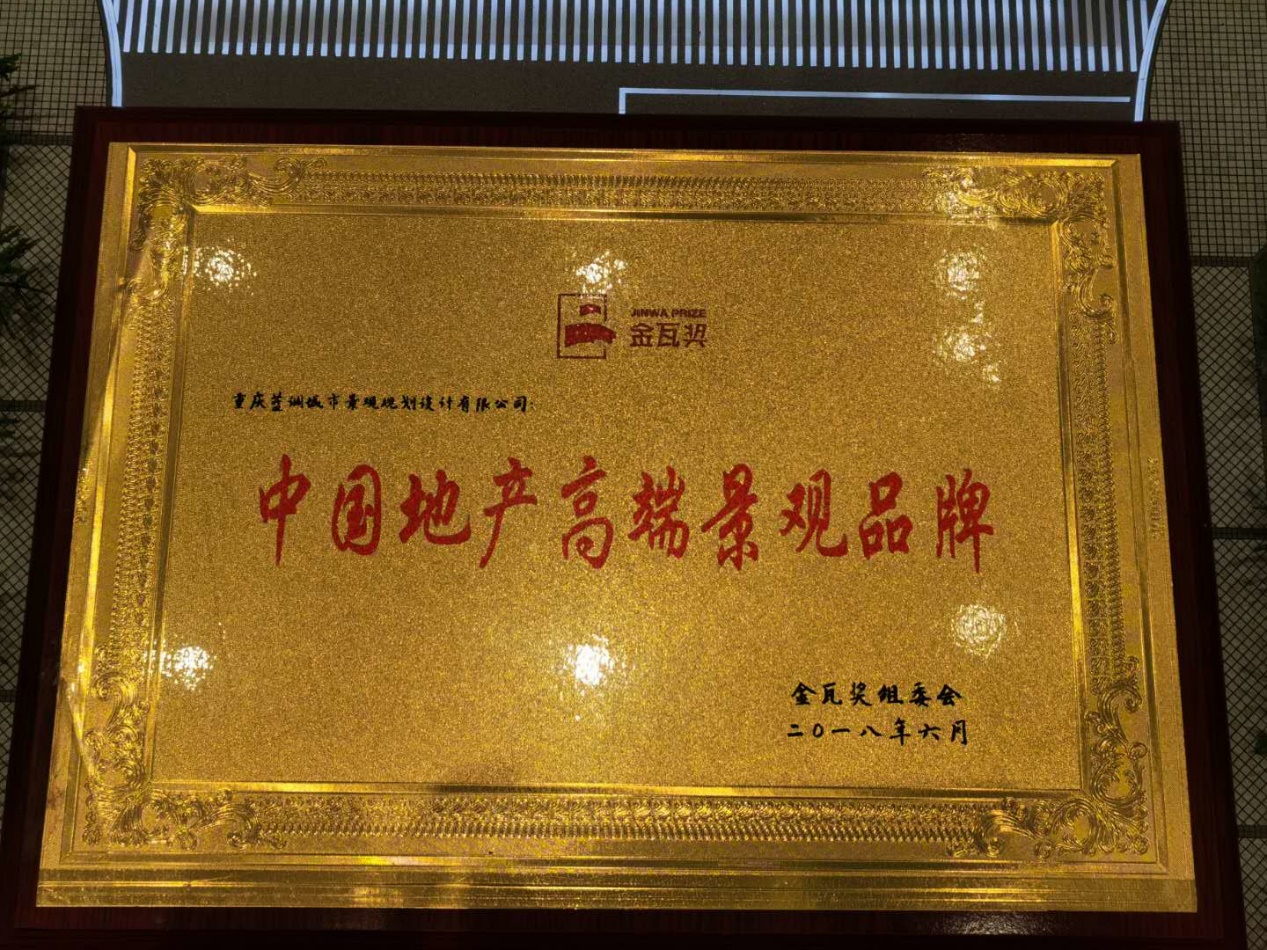 JINWA PRIZE
金瓦奖
重庆蓝调城市景观规划设计有限公司:
中国地产高端景观品牌
金瓦奖组委会
二〇一八年六月